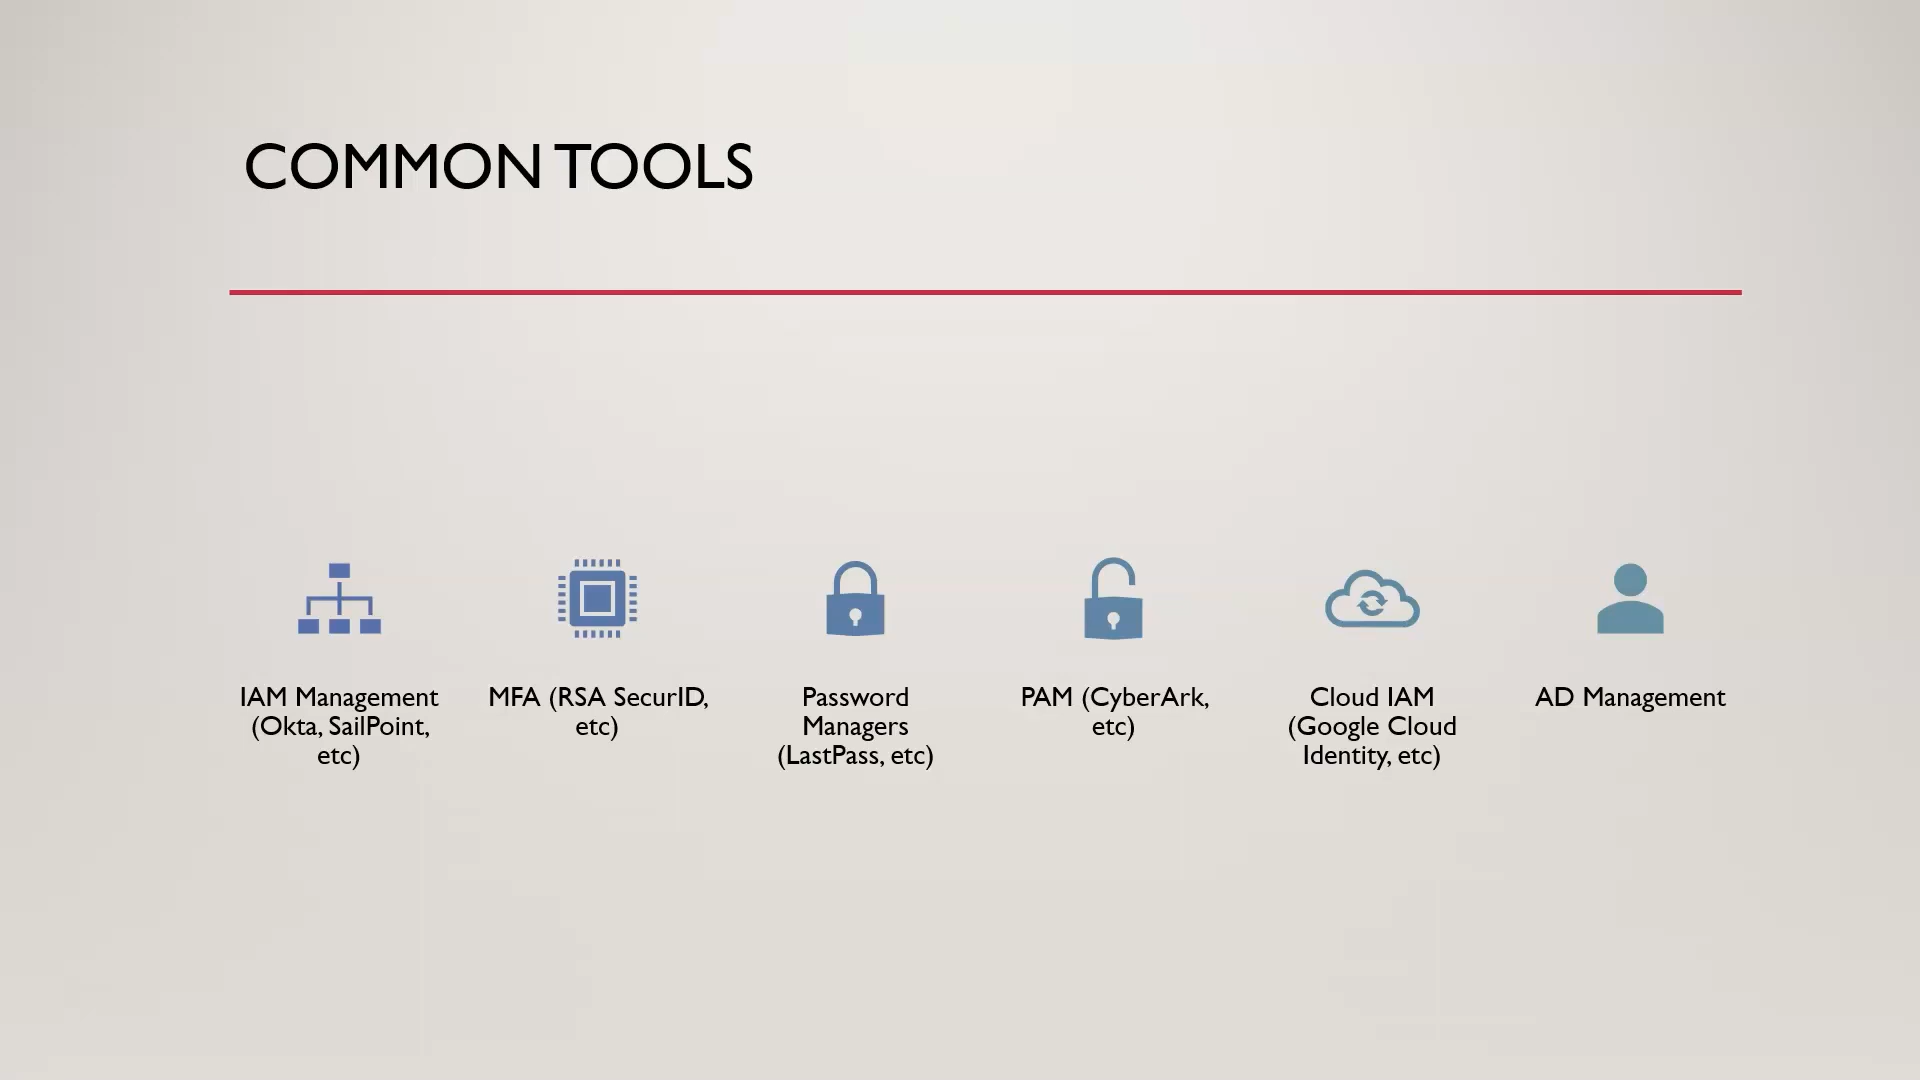 COMMON TOOLS
IAM Management
(Okta, SailPoint,
etc)
MFA (RSA SecurID,
etc)
Password
Managers
(LastPass, etc)
PAM (CyberArk,
etc)
Cloud IAM
(Google Cloud
Identity, etc)
AD Management